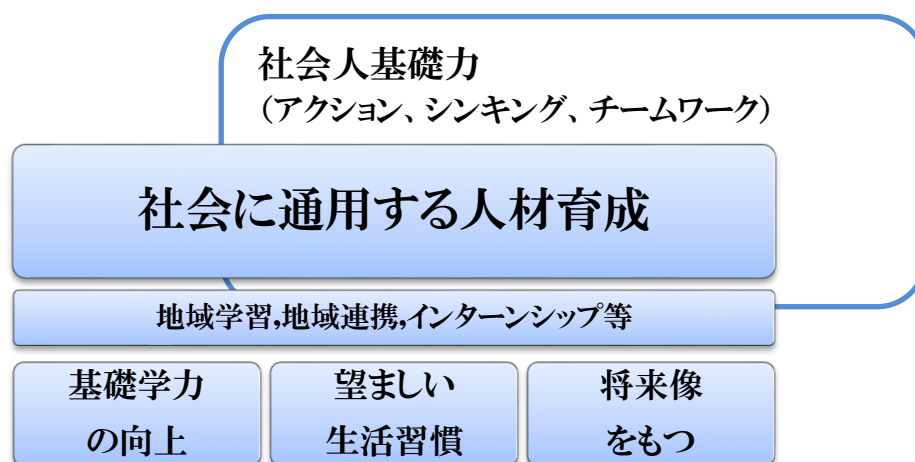 社会人基礎力
（アクション、シンキング、チームワーク）
社会に通用する人材育成
地域学習,地域連携,インターンシップ等
基礎学力
の向上
望ましい
生活習慣
将来像
をもつ